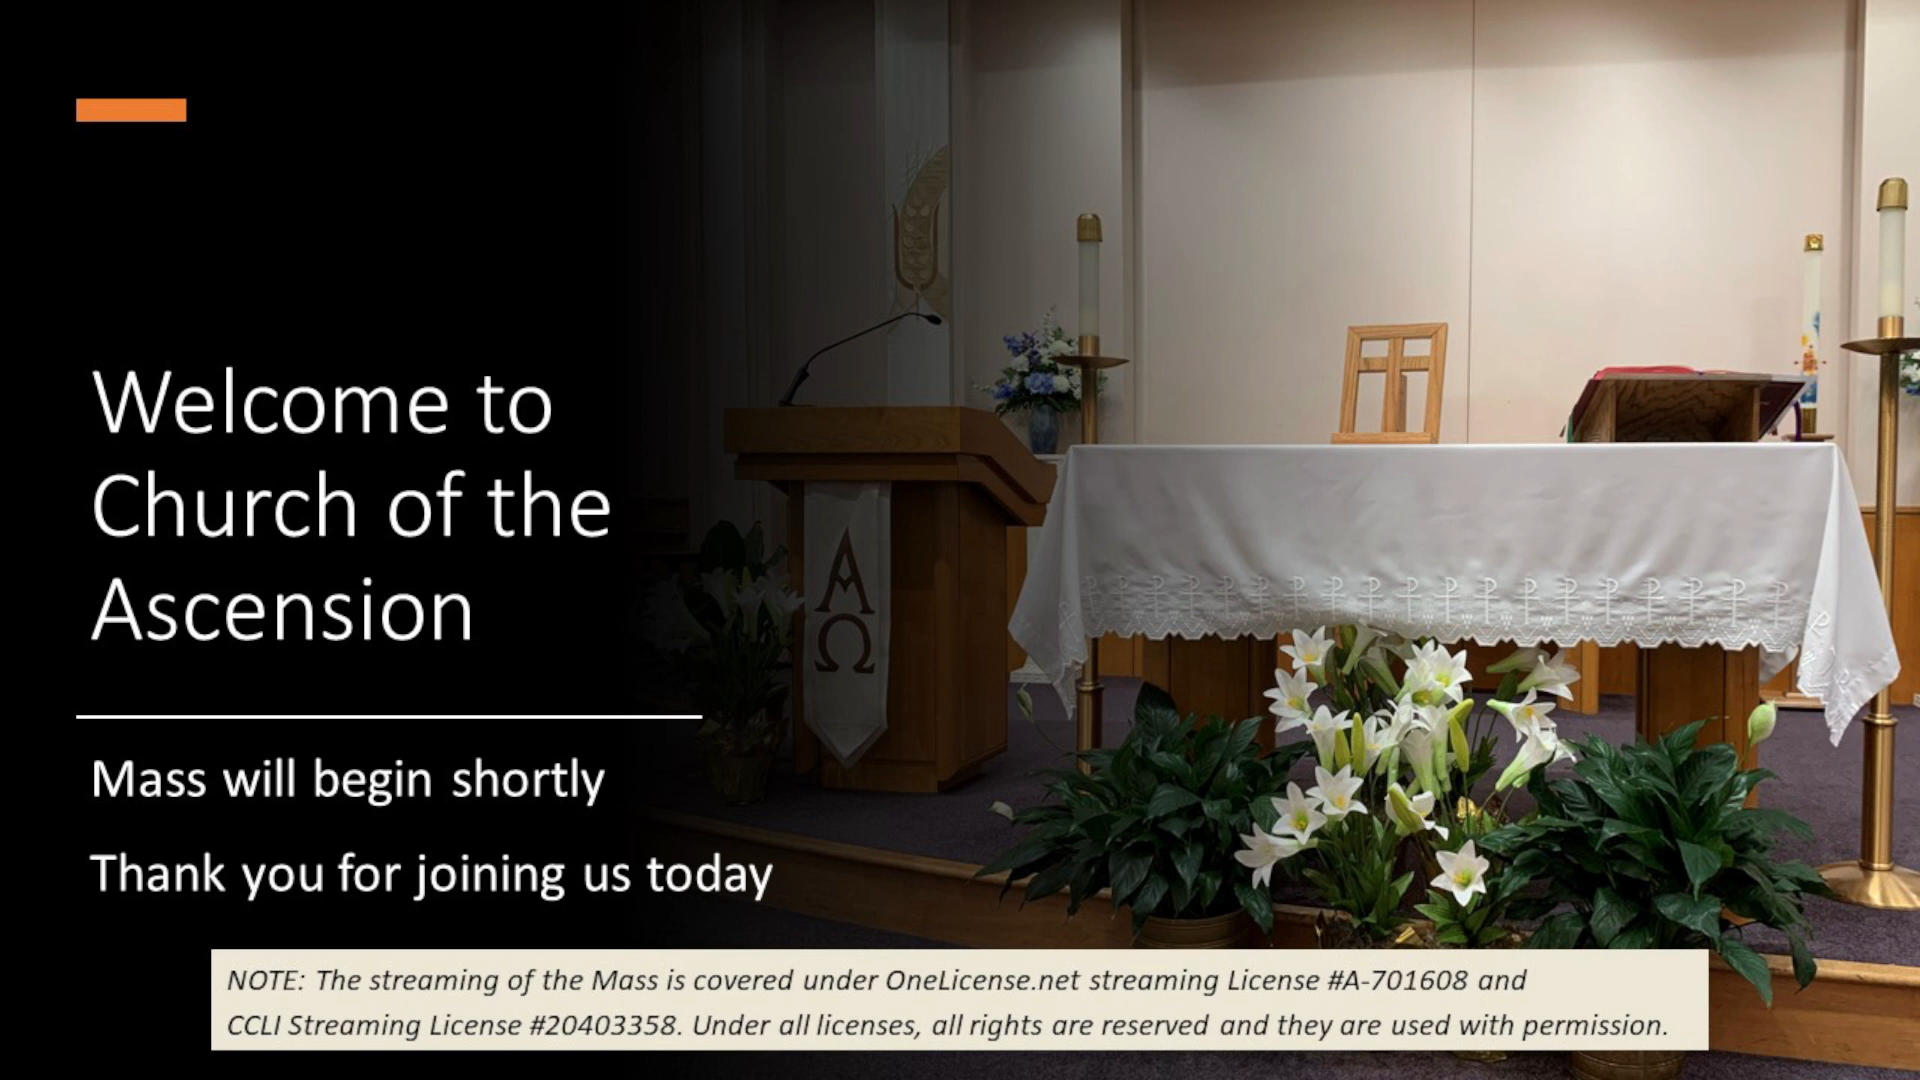 Welcome to
Church of the
Ascension
Mass will begin shortly
Thank you for joining us today
Α
Ω
NOTE: The streaming of the Mass is covered under OneLicense.net streaming License #A-701608 and
CCLI Streaming License #20403358. Under all licenses, all rights are reserved and they are used with permission.